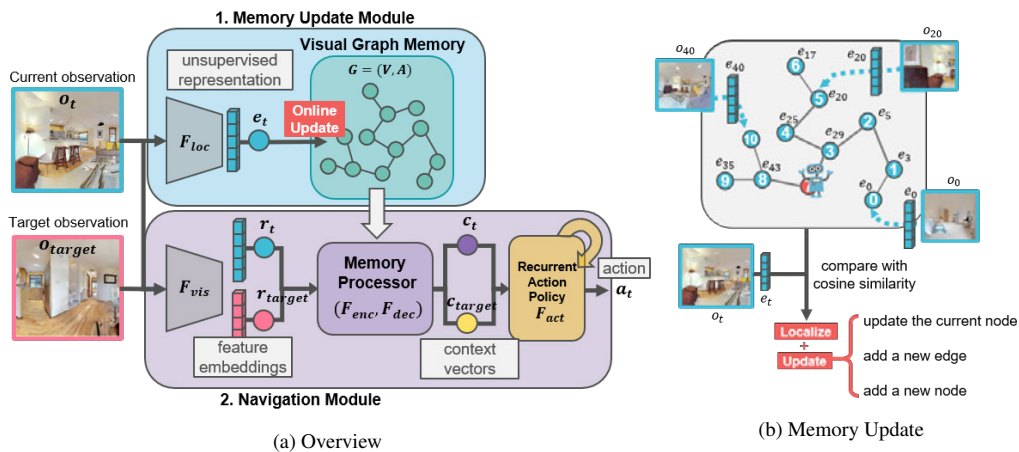 1. Memory Update Module
unsupervised
representation
Visual Graph Memory
G = (V, A)
Current observation
o_t
F_loc
e_t
Online
Update
Target observation
o_target
F_vis
r_t
r_target
feature
embeddings
Memory
Processor
(F_enc, F_dec)
c_t
c_target
context
vectors
Recurrent
Action
Policy
F_act
action
a_t
2. Navigation Module
(a) Overview
o_40
e_40
e_17
6
e_20
o_20
5
e_20
e_25
4
e_5
2
e_29
3
10
e_35
9
e_43
8
e_3
1
e_0
0
e_0
o_0
o_t
e_t
compare with
cosine similarity
Localize
+
Update
update the current node
add a new edge
add a new node
(b) Memory Update